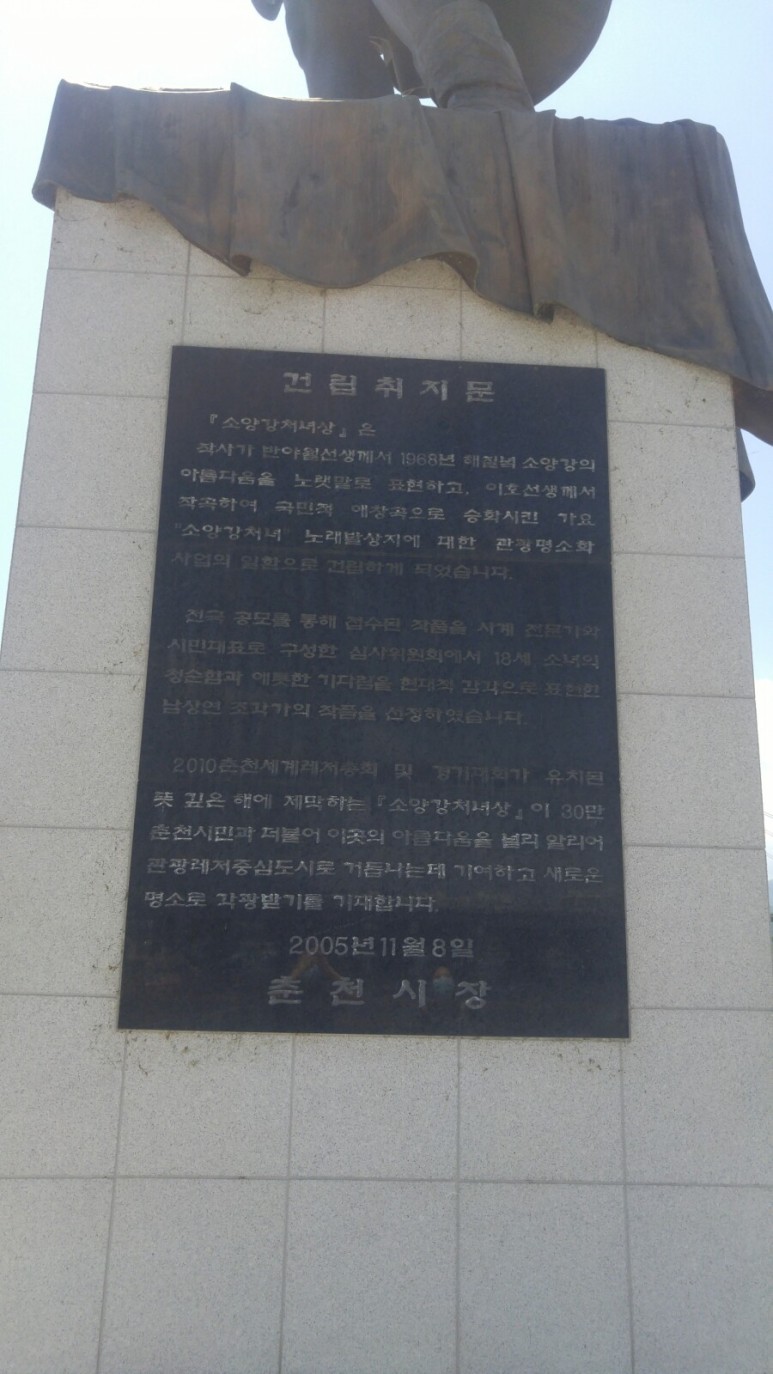 건립취지문
『소양강처녀상』은
작사가 반야월선생께서 1968년 해질녘 소양강의
아름다움을 노랫말로 표현하고, 이호선생께서
작곡하여 국민적 애창곡으로 승화시킨 가요
"소양강처녀" 노래발상지에 대한 관광명소화
사업의 일환으로 건립하게 되었습니다.
전국 공모를 통해 접수된 작품을 시계 전문가와
시민대표로 구성한 심사위원회에서 18세 소녀의
청순함과 애틋한 기다림을 현대적 감각으로 표현한
남상연 조각가의 작품을 선정하였습니다.
2010춘천세계레저총회 및 경기대회가 유치된
뜻 깊은 해에 제막하는 『소양강처녀상』이 30만
춘천시민과 더불어 이곳의 아름다움을 널리 알리어
관광레저중심도시로 거듭나는데 기여하고 새로운
명소로 각광받기를 기대합니다.
2005년 11월 8일
춘천시장